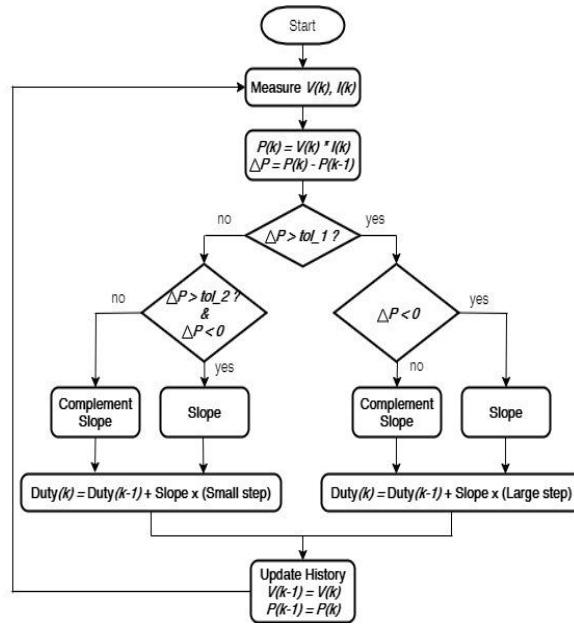 Start
Measure V(k), I(k)
P(k) = V(k) * I(k)
△P = P(k) - P(k-1)
no
yes
△P > tol_1 ?
no
△P > tol_2 ?
&
△P < 0
yes
△P < 0
yes
no
Complement
Slope
Slope
Complement
Slope
Slope
Duty(k) = Duty(k-1) + Slope x (Small step)
Duty(k) = Duty(k-1) + Slope x (Large step)
Update History
V(k-1) = V(k)
P(k-1) = P(k)